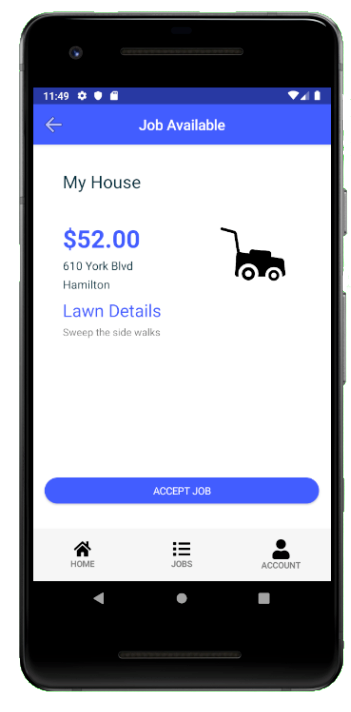 11:49
Job Available
My House
$52.00
610 York Blvd
Hamilton
Lawn Details
Sweep the side walks
ACCEPT JOB
HOME
JOBS
ACCOUNT